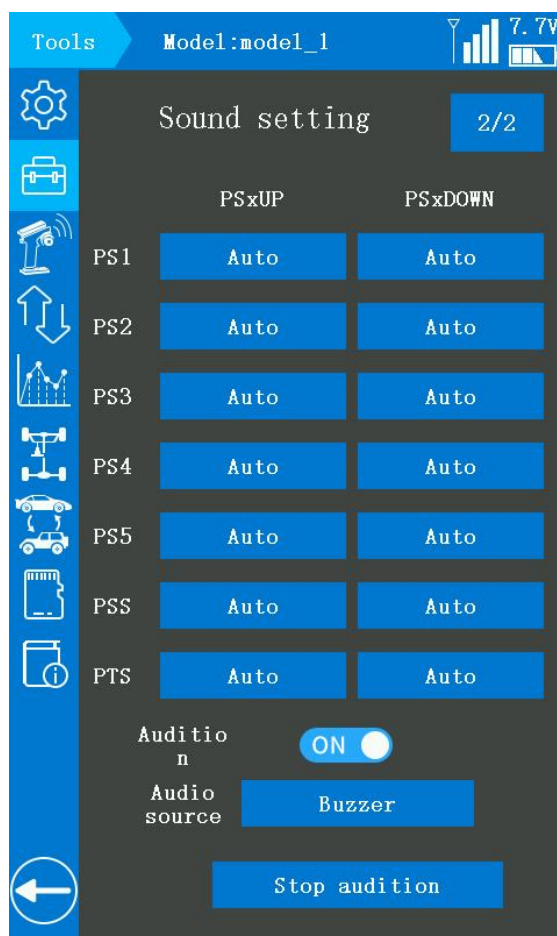 Tools Model:model_1 7.7V
Sound setting 2/2
PSxUP PSxDOWN
PS1 Auto Auto
PS2 Auto Auto
PS3 Auto Auto
PS4 Auto Auto
PS5 Auto Auto
PSS Auto Auto
PTS Auto Auto
Auditio
n
ON
Audio
source
Buzzer
Stop audition